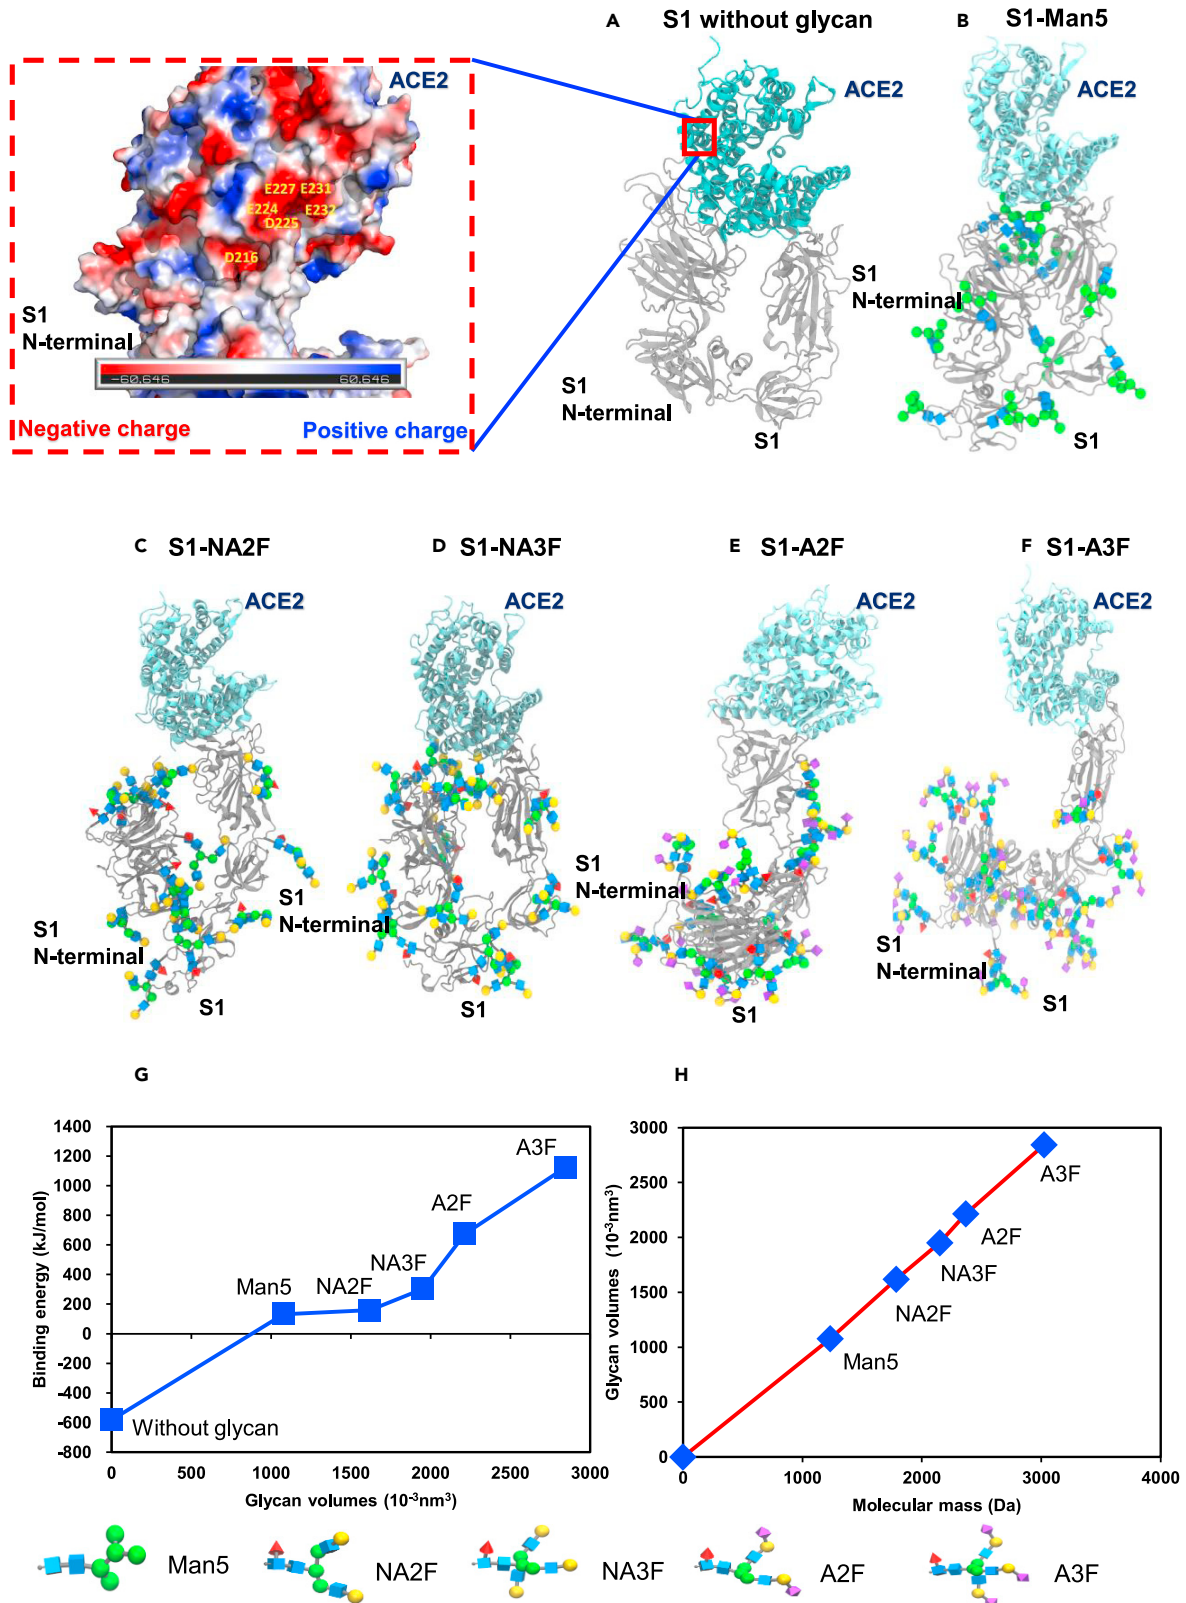 A S1 without glycan
B S1-Man5
ACE2
ACE2
ACE2
E227 E231
E224 E232
D225
D216
S1
N-terminal
-60,646 60,646
Negative charge Positive charge
S1
N-terminal
S1
S1
N-terminal
S1
C S1-NA2F
D S1-NA3F
E S1-A2F
F S1-A3F
ACE2
ACE2
ACE2
ACE2
S1
N-terminal
S1
S1
N-terminal
S1
S1
N-terminal
S1
S1
N-terminal
S1
G
Binding energy (kJ/mol)
1400
1200
1000
800
600
400
200
0
-200
-400
-600
-800
A3F
A2F
NA3F
Man5
NA2F
Without glycan
0 500 1000 1500 2000 2500 3000
Glycan volumes (10⁻³nm³)
H
Glycan volumes (10⁻³nm³)
3000
2500
2000
1500
1000
500
0
A3F
A2F
NA3F
NA2F
Man5
0 1000 2000 3000 4000
Molecular mass (Da)
Man5
NA2F
NA3F
A2F
A3F